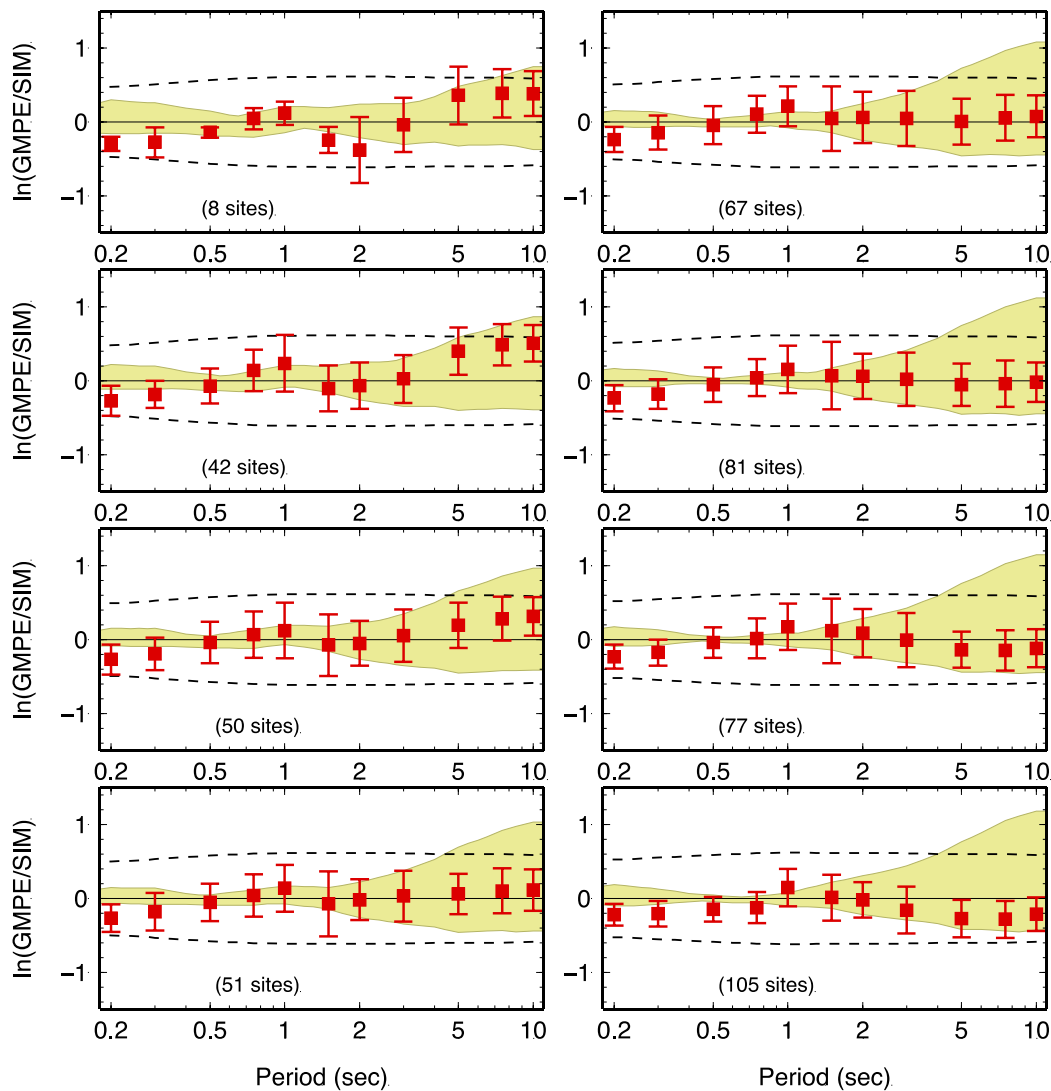 ln(GMPE/SIM)
1
0
−1
(8 sites)
0.2 0.5 1 2 5 10
1
0
−1
(67 sites)
0.2 0.5 1 2 5 10
ln(GMPE/SIM)
1
0
−1
(42 sites)
0.2 0.5 1 2 5 10
1
0
−1
(81 sites)
0.2 0.5 1 2 5 10
ln(GMPE/SIM)
1
0
−1
(50 sites)
0.2 0.5 1 2 5 10
1
0
−1
(77 sites)
0.2 0.5 1 2 5 10
ln(GMPE/SIM)
1
0
−1
(51 sites)
0.2 0.5 1 2 5 10
Period (sec)
1
0
−1
(105 sites)
0.2 0.5 1 2 5 10
Period (sec)